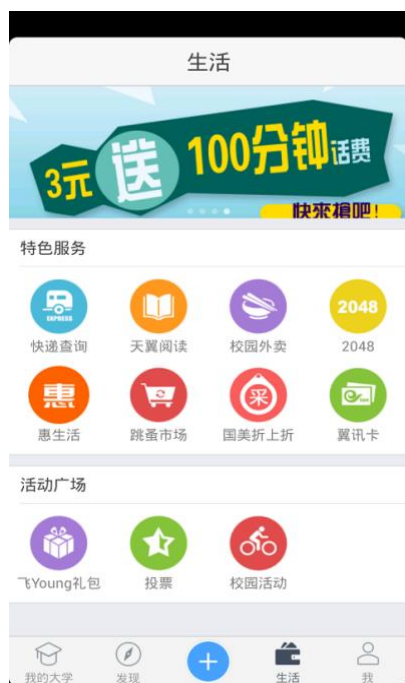 生活
3元送100分钟话费
快來搶吧!
特色服务
EXPRESS 2048
快递查询 天翼阅读 校园外卖 2048
惠 采
惠生活 跳蚤市场 国美折上折 翼讯卡
活动广场
飞Young礼包 投票 校园活动
我的大学 发现 生活 我